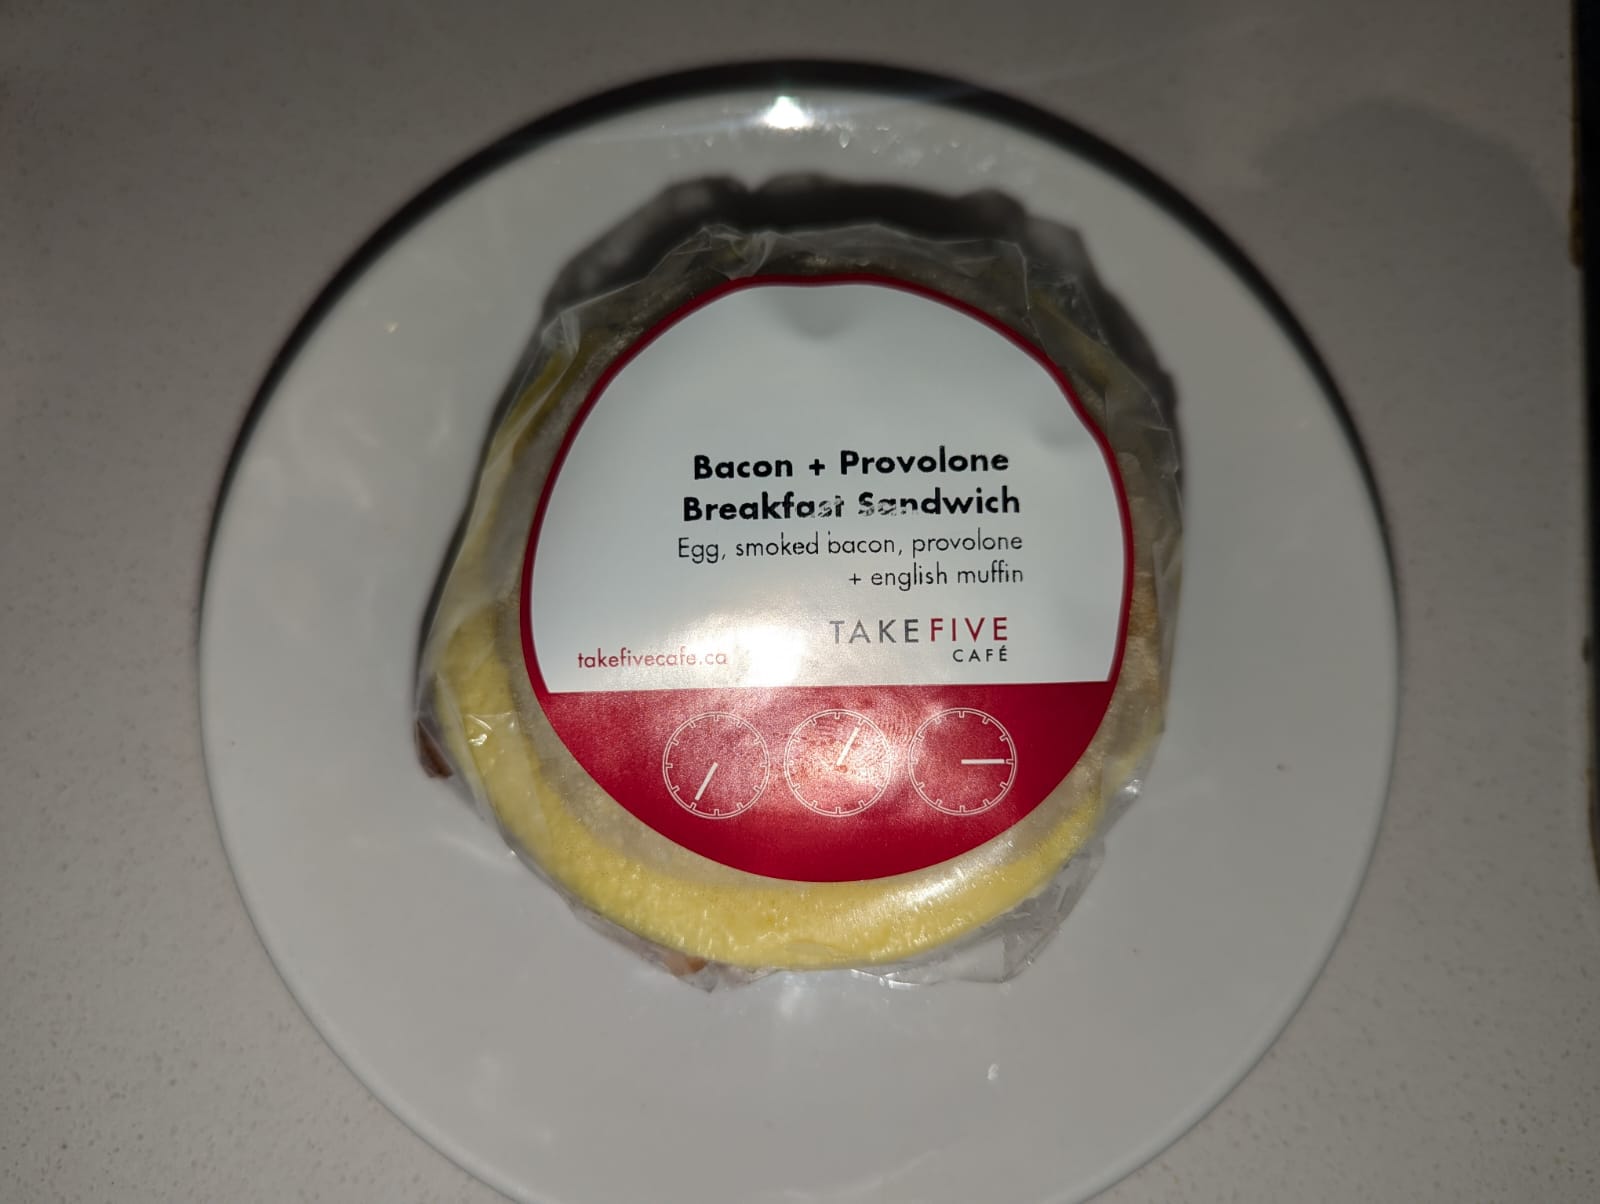 Bacon + Provolone
Breakfast Sandwich
Egg, smoked bacon, provolone
+ english muffin
TAKEFIVE
CAFÉ
takefivecafe.ca